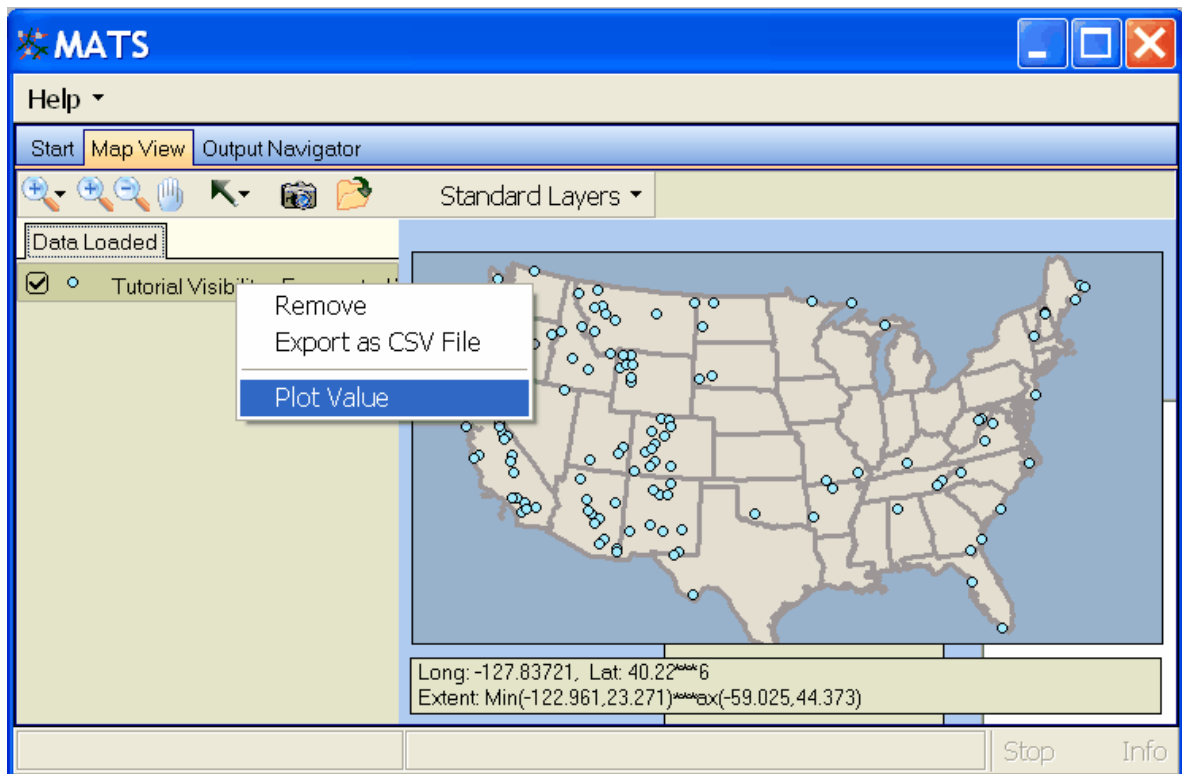 MATS
Help
Start Map View Output Navigator
Standard Layers
Data Loaded
Tutorial
Remove
Export as CSV File
Plot Value
Long: -127.83721, Lat: 40.22***6
Extent: Min(-122.961,23.271)***ax(-59.025,44.373)
Stop Info